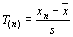 T(n) = (xn − x̄) / s